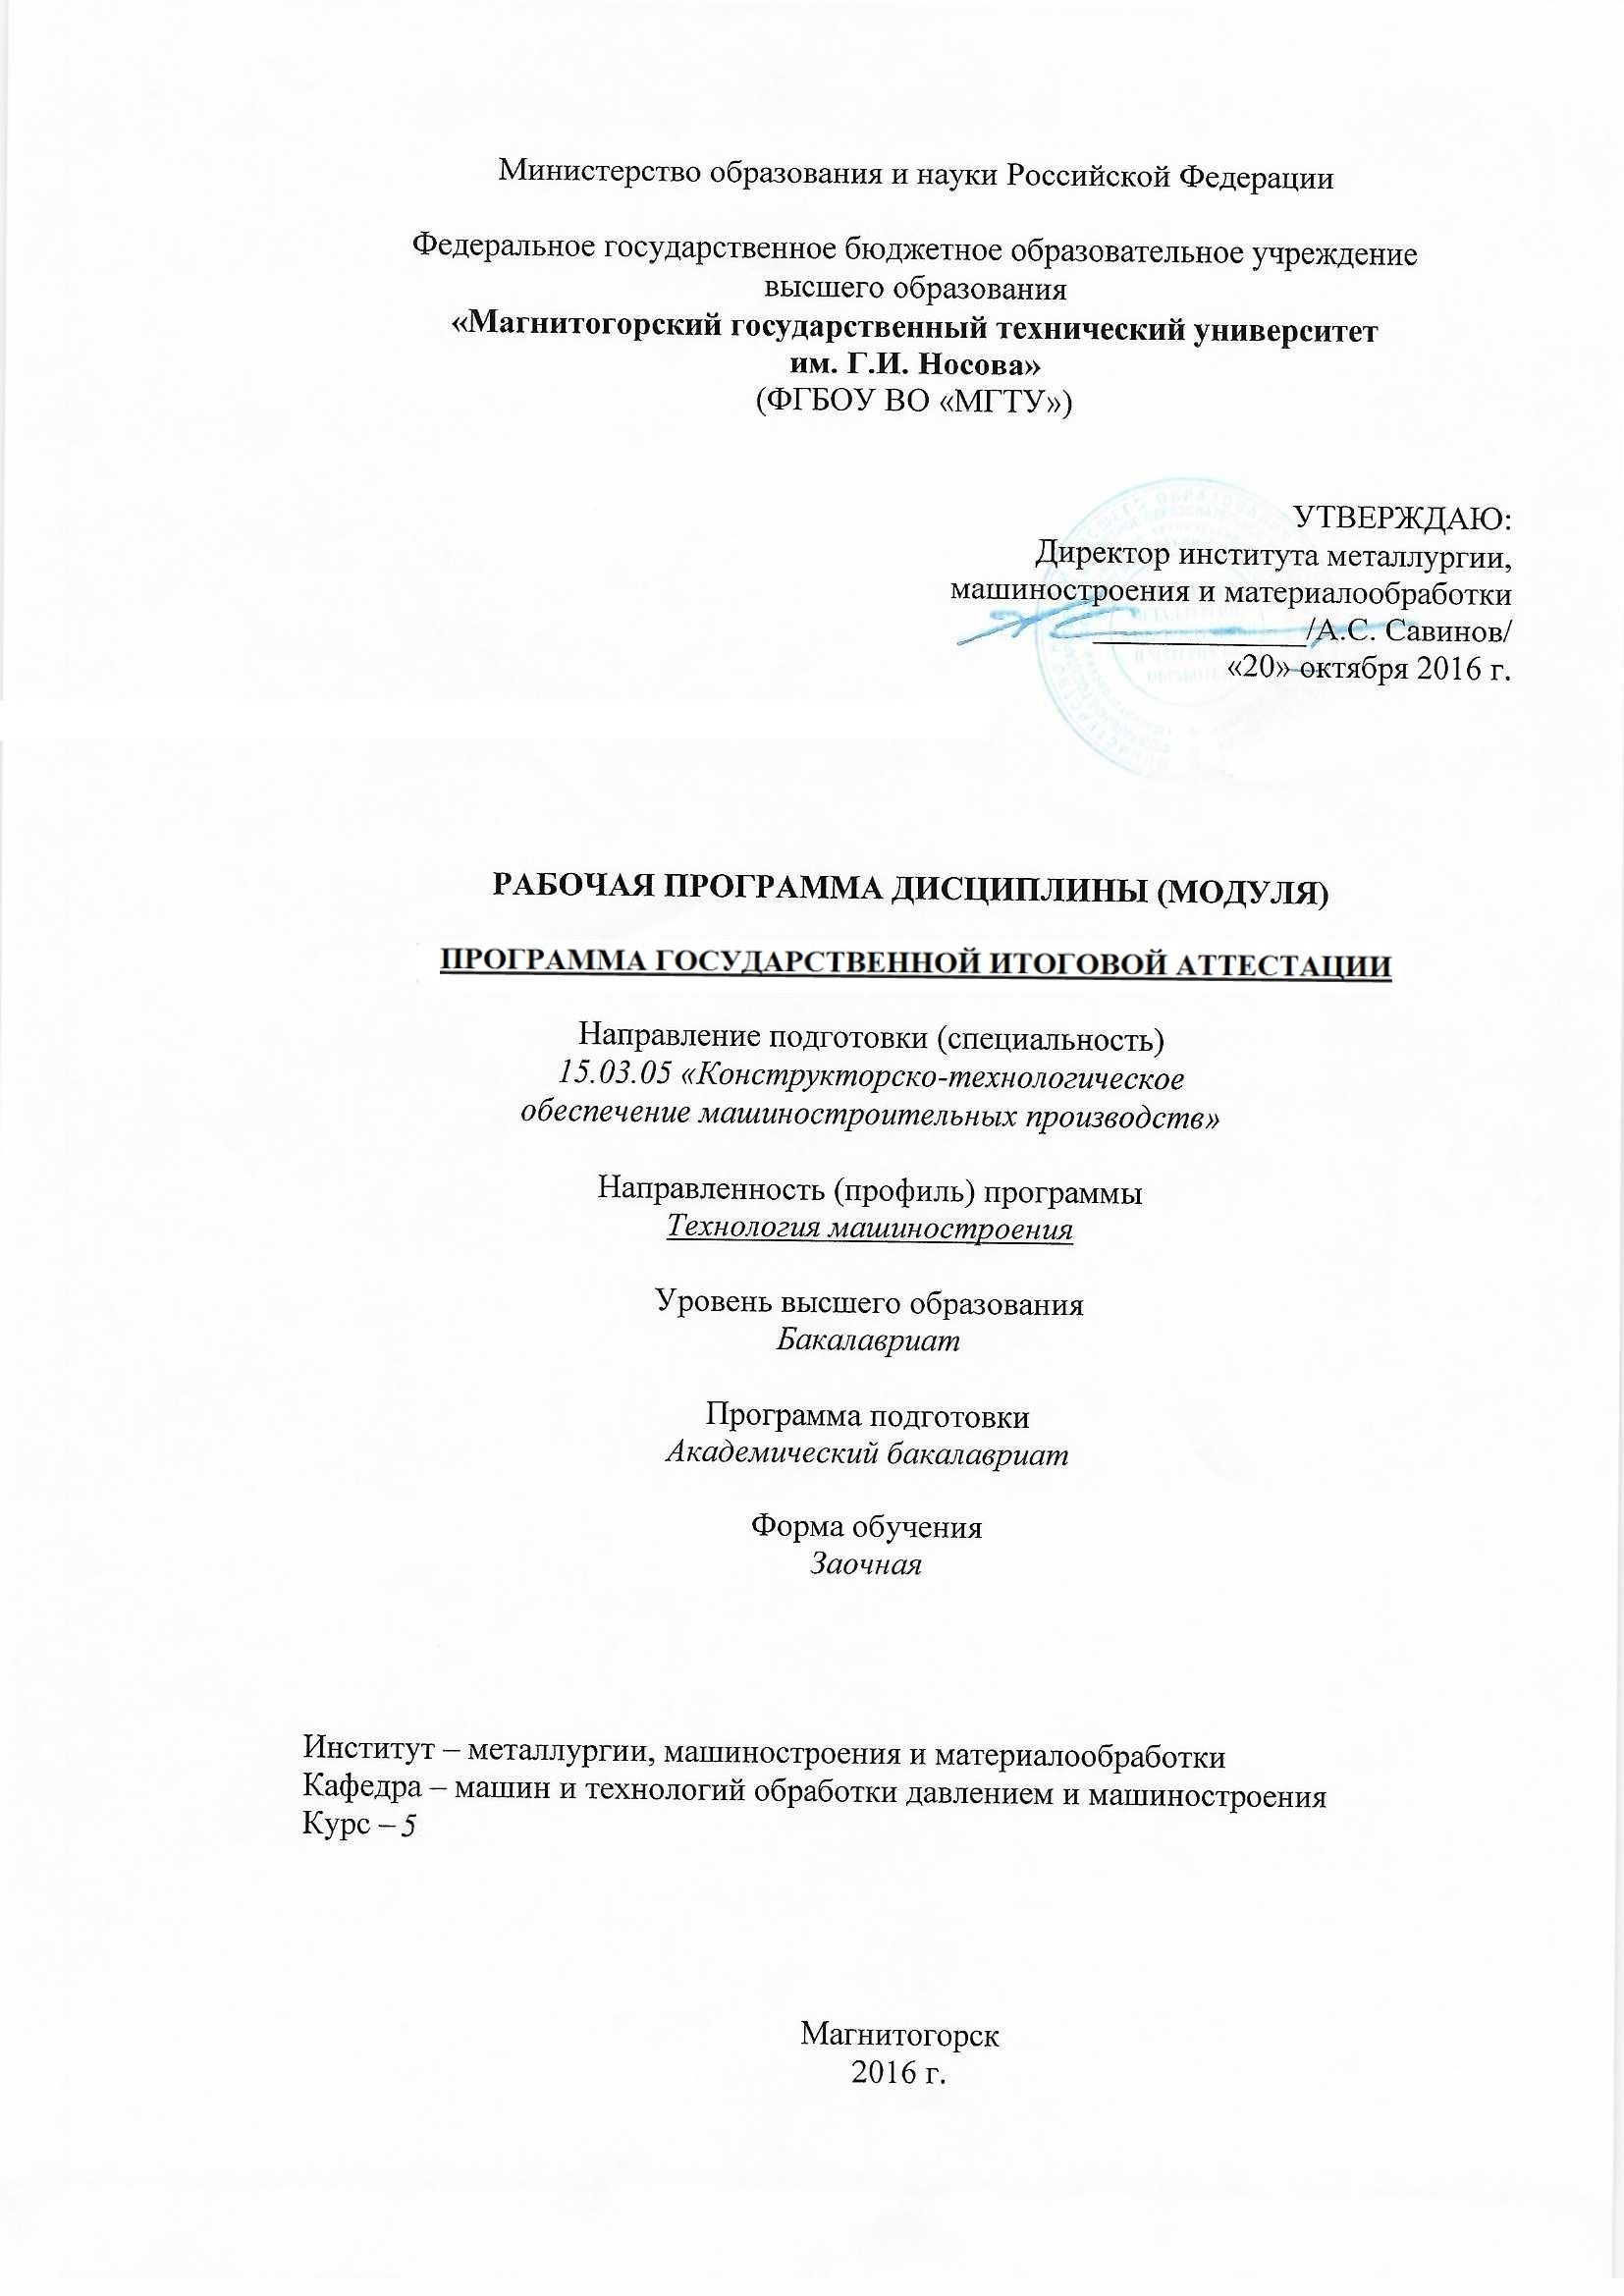 Министерство образования и науки Российской Федерации
Федеральное государственное бюджетное образовательное учреждение
высшего образования
«Магнитогорский государственный технический университет
им. Г.И. Носова»
(ФГБОУ ВО «МГТУ»)
УТВЕРЖДАЮ:
Директор института металлургии,
машиностроения и материалообработки
/А.С. Савинов/
«20» октября 2016 г.
РАБОЧАЯ ПРОГРАММА ДИСЦИПЛИНЫ (МОДУЛЯ)
ПРОГРАММА ГОСУДАРСТВЕННОЙ ИТОГОВОЙ АТТЕСТАЦИИ
Направление подготовки (специальность)
15.03.05 «Конструкторско-технологическое
обеспечение машиностроительных производств»
Направленность (профиль) программы
Технология машиностроения
Уровень высшего образования
Бакалавриат
Программа подготовки
Академический бакалавриат
Форма обучения
Заочная
Институт – металлургии, машиностроения и материалообработки
Кафедра – машин и технологий обработки давлением и машиностроения
Курс – 5
Магнитогорск
2016 г.